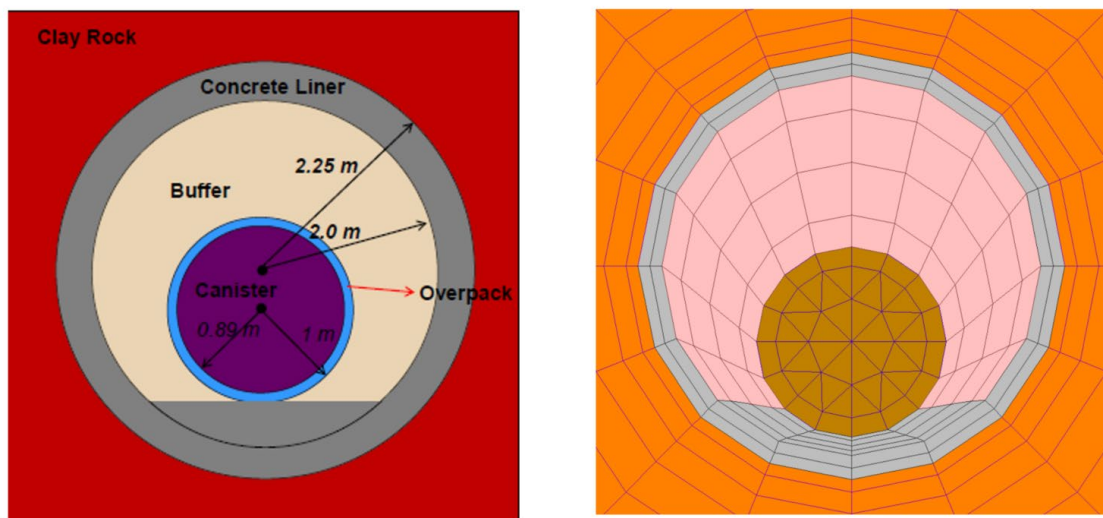 Clay Rock
Concrete Liner
2.25 m
Buffer
2.0 m
Canister
Overpack
0.89 m
1 m